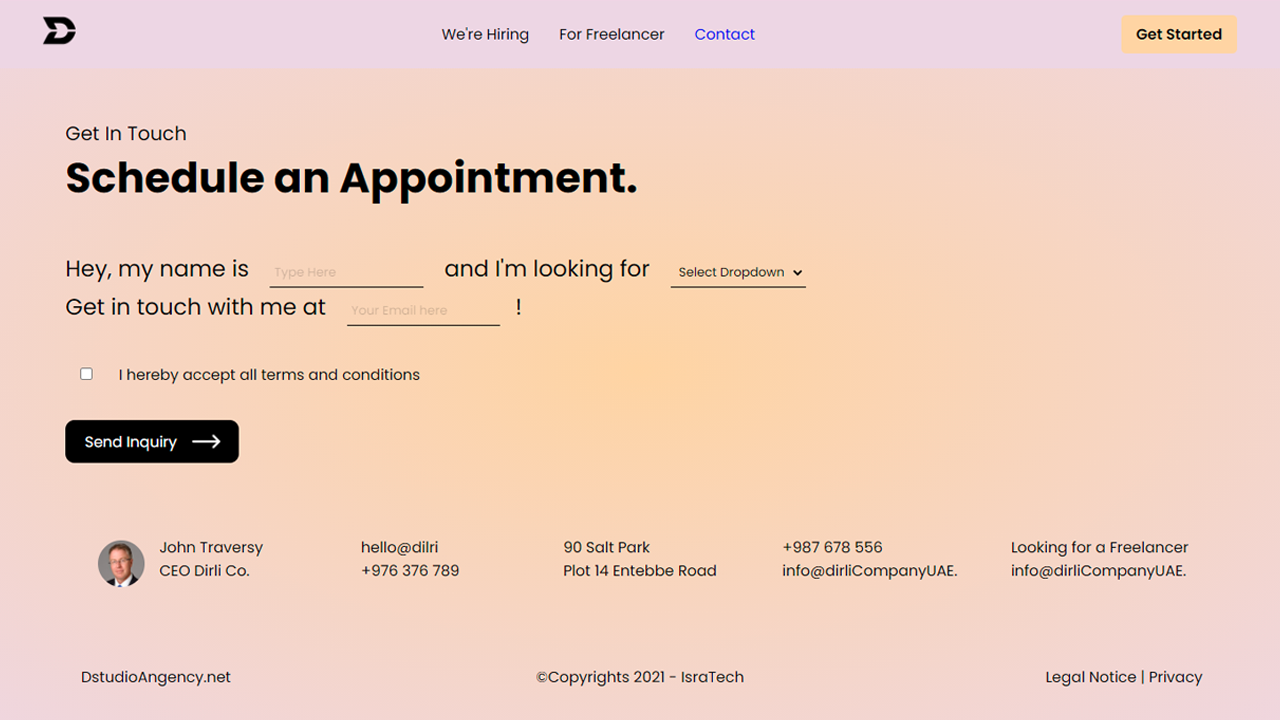 We're Hiring For Freelancer Contact Get Started
Get In Touch
Schedule an Appointment.
Hey, my name is Type Here and I'm looking for Select Dropdown
Get in touch with me at Your Email here !
I hereby accept all terms and conditions
Send Inquiry
John Traversy
CEO Dirli Co.
hello@dilri
+976 376 789
90 Salt Park
Plot 14 Entebbe Road
+987 678 556
info@dirliCompanyUAE.
Looking for a Freelancer
info@dirliCompanyUAE.
DstudioAngency.net
©Copyrights 2021 - IsraTech
Legal Notice | Privacy